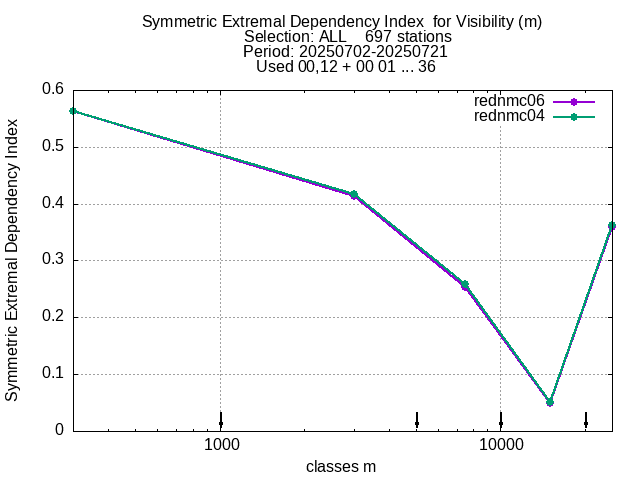 Symmetric Extremal Dependency Index  for Visibility (m)
Selection: ALL    697 stations
Period: 20250702-20250721
Used 00,12 + 00 01 ... 36
rednmc06
rednmc04
Symmetric Extremal Dependency Index
0.6
0.5
0.4
0.3
0.2
0.1
0
1000
10000
classes m